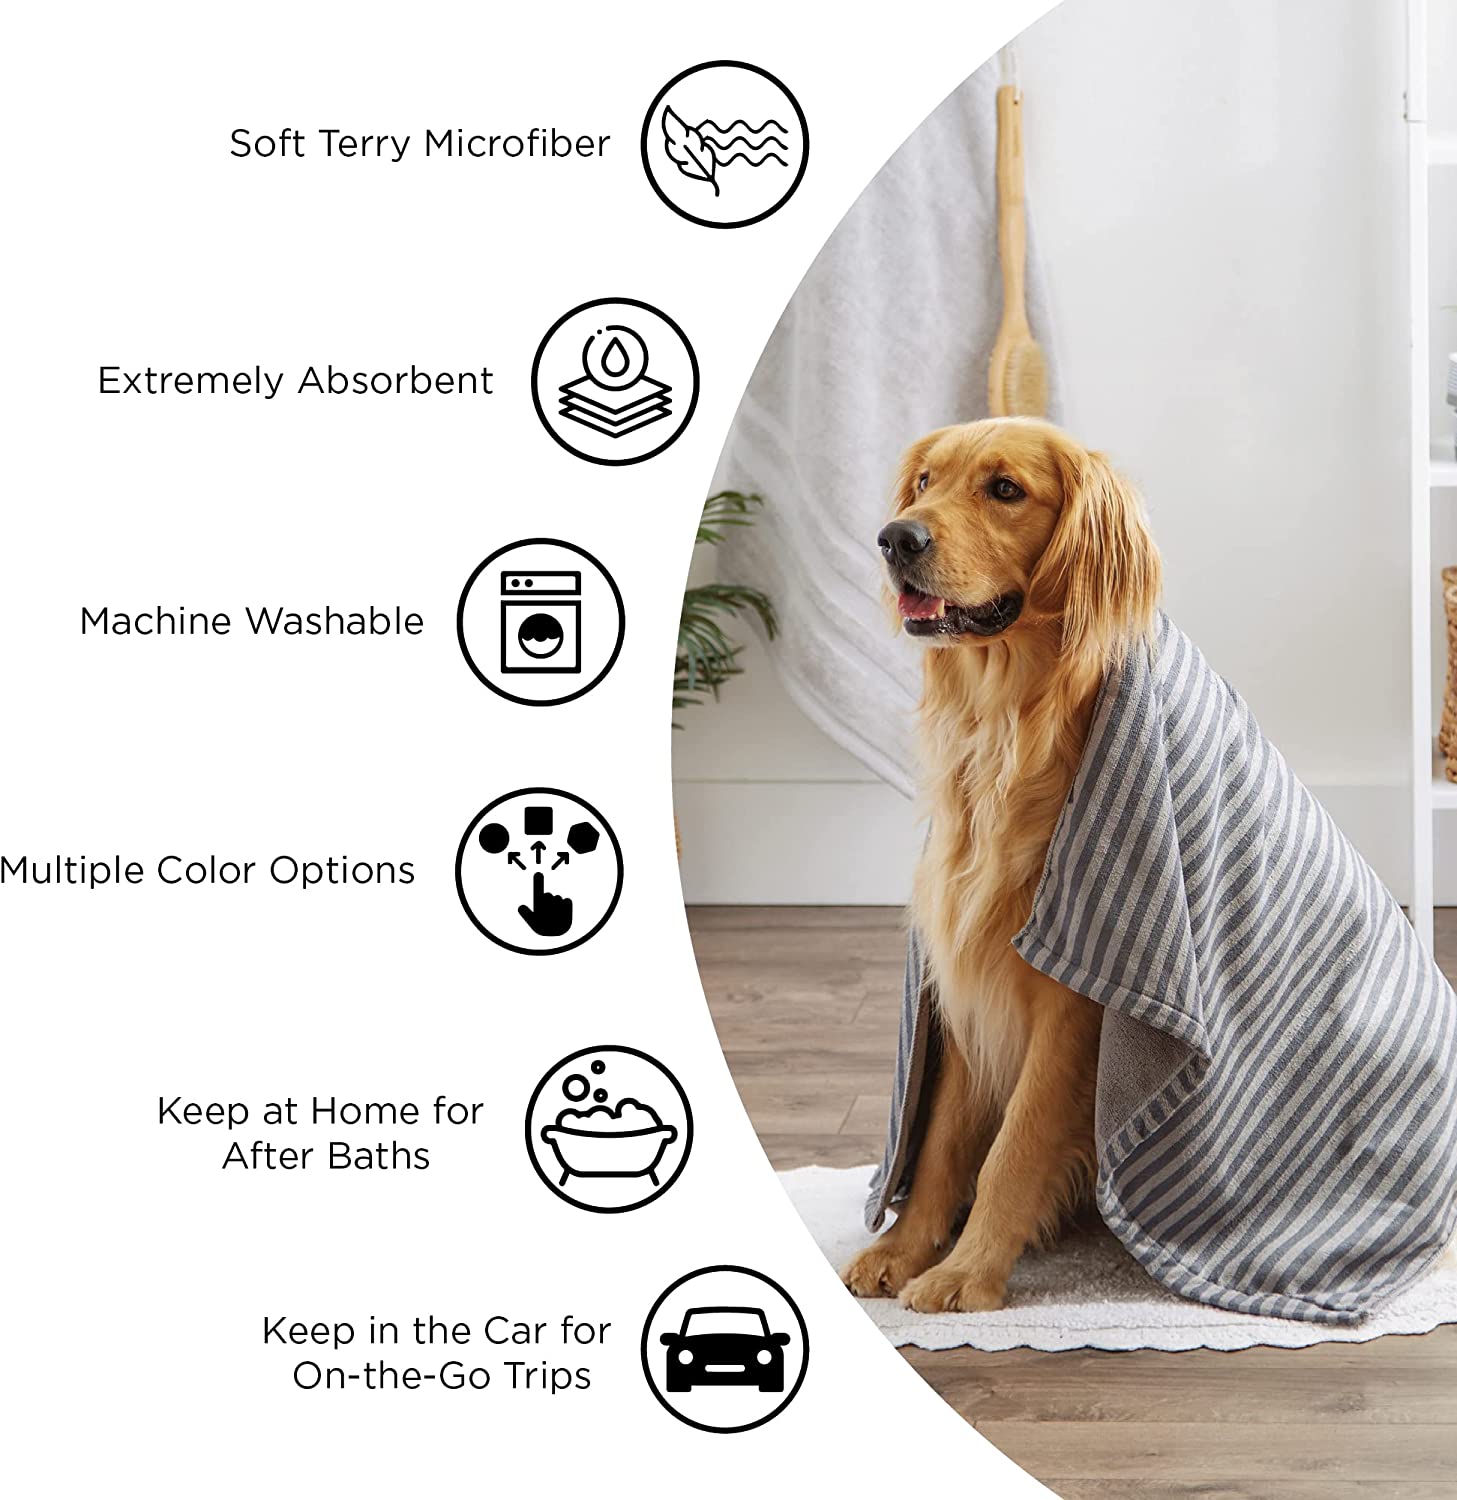 Soft Terry Microfiber
Extremely Absorbent
Machine Washable
Multiple Color Options
Keep at Home for
After Baths
Keep in the Car for
On-the-Go Trips